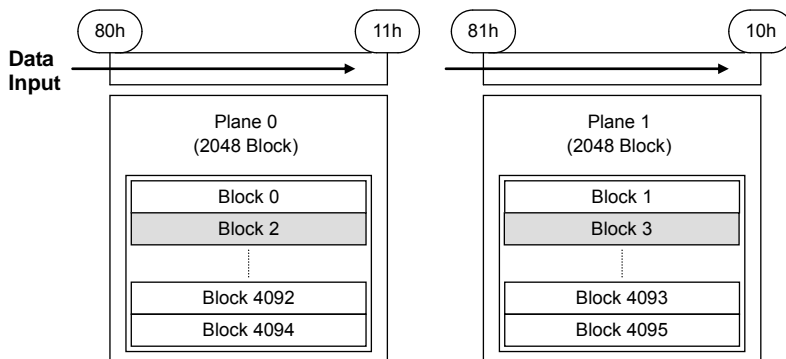 80h
11h
81h
10h
Data
Input
Plane 0
(2048 Block)
Block 0
Block 2
Block 4092
Block 4094
Plane 1
(2048 Block)
Block 1
Block 3
Block 4093
Block 4095